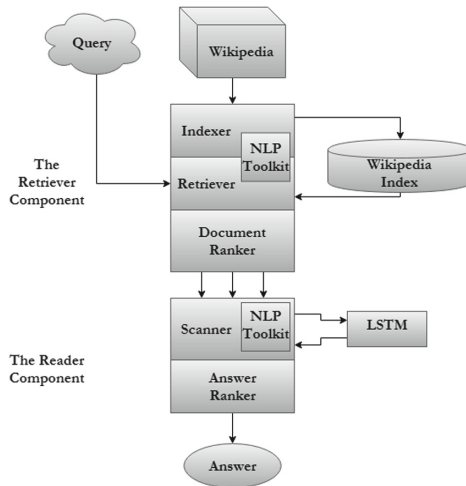 Query
Wikipedia
Indexer
NLP
Toolkit
The
Retriever
Component
Retriever
Wikipedia
Index
Document
Ranker
Scanner
NLP
Toolkit
LSTM
The Reader
Component
Answer
Ranker
Answer